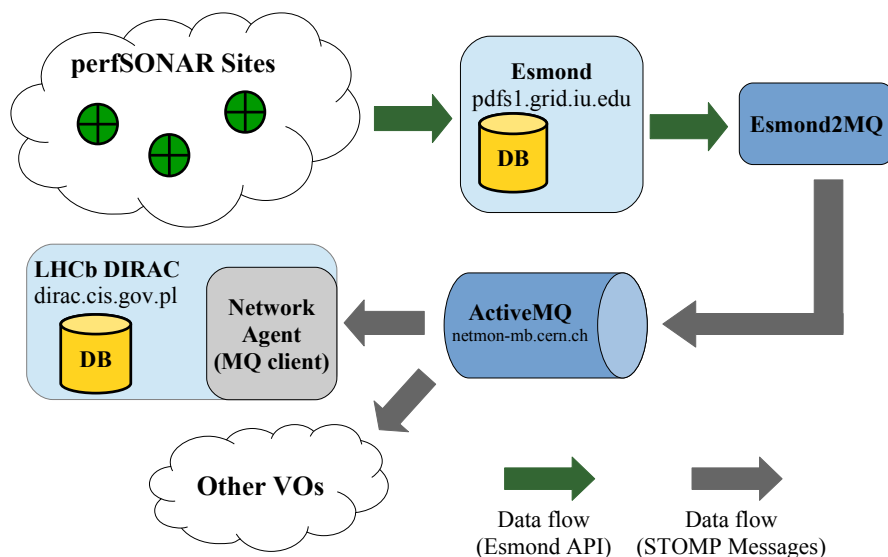 perfSONAR Sites
Esmond
pdfs1.grid.iu.edu
DB
Esmond2MQ
LHCb DIRAC
dirac.cis.gov.pl
DB
Network
Agent
(MQ client)
ActiveMQ
netmon-mb.cern.ch
Other VOs
Data flow
(Esmond API)
Data flow
(STOMP Messages)